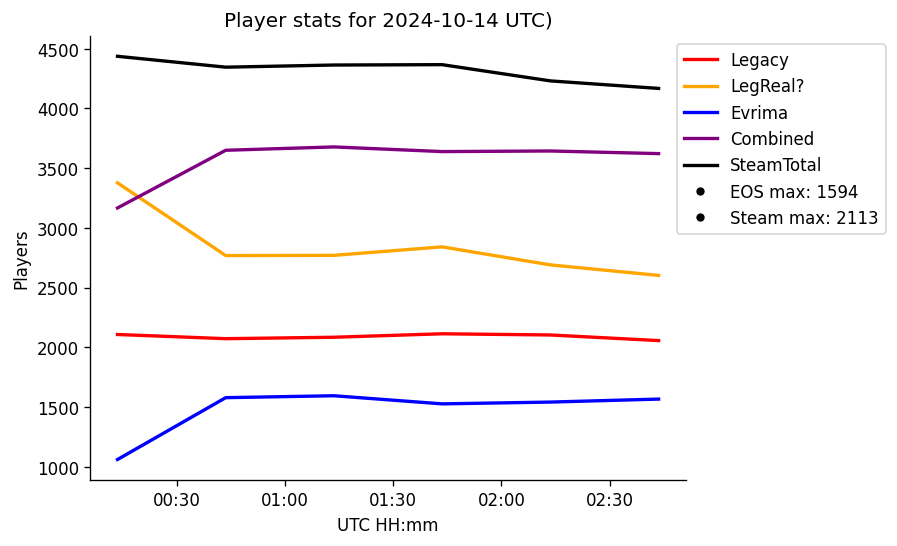 Player stats for 2024-10-14 UTC)
4500
4000
3500
3000
2500
2000
1500
1000
Players
00:30
01:00
01:30
02:00
02:30
UTC HH:mm
Legacy
LegReal?
Evrima
Combined
SteamTotal
EOS max: 1594
Steam max: 2113